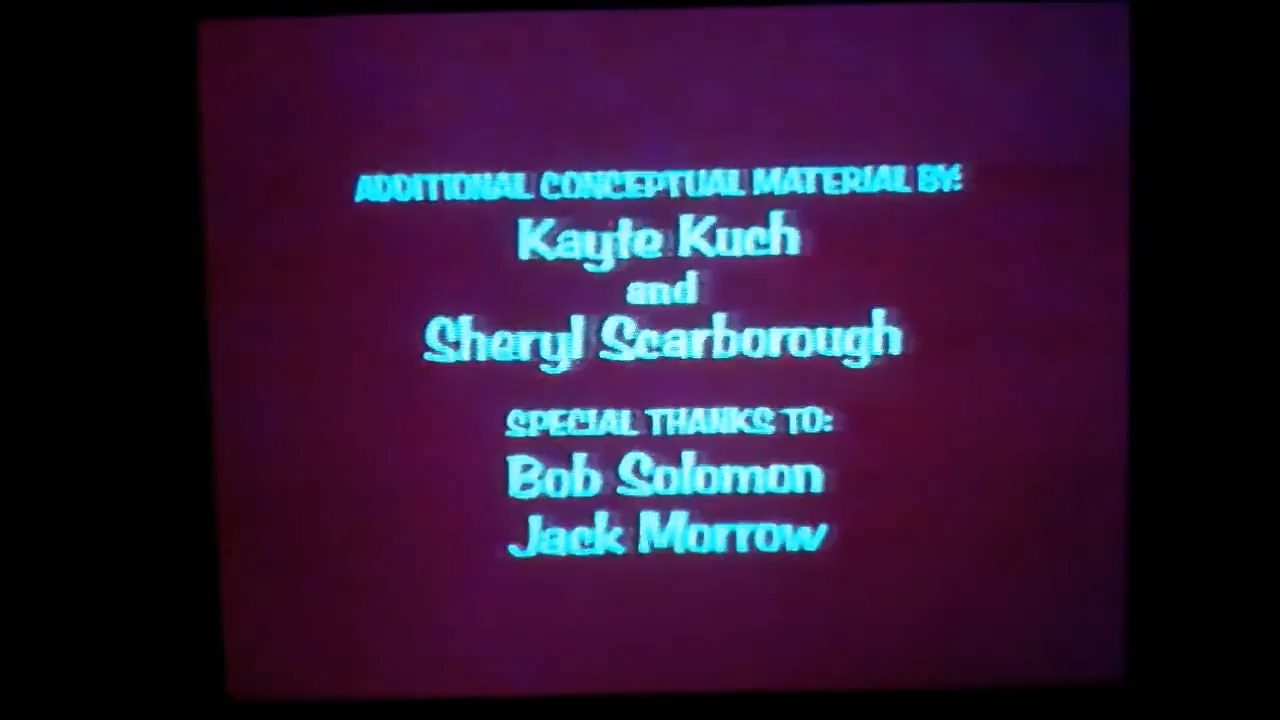 ADDITIONAL CONCEPTUAL MATERIAL BY:
Kayte Kuch
and
Sheryl Scarborough
SPECIAL THANKS TO:
Bob Solomon
Jack Morrow